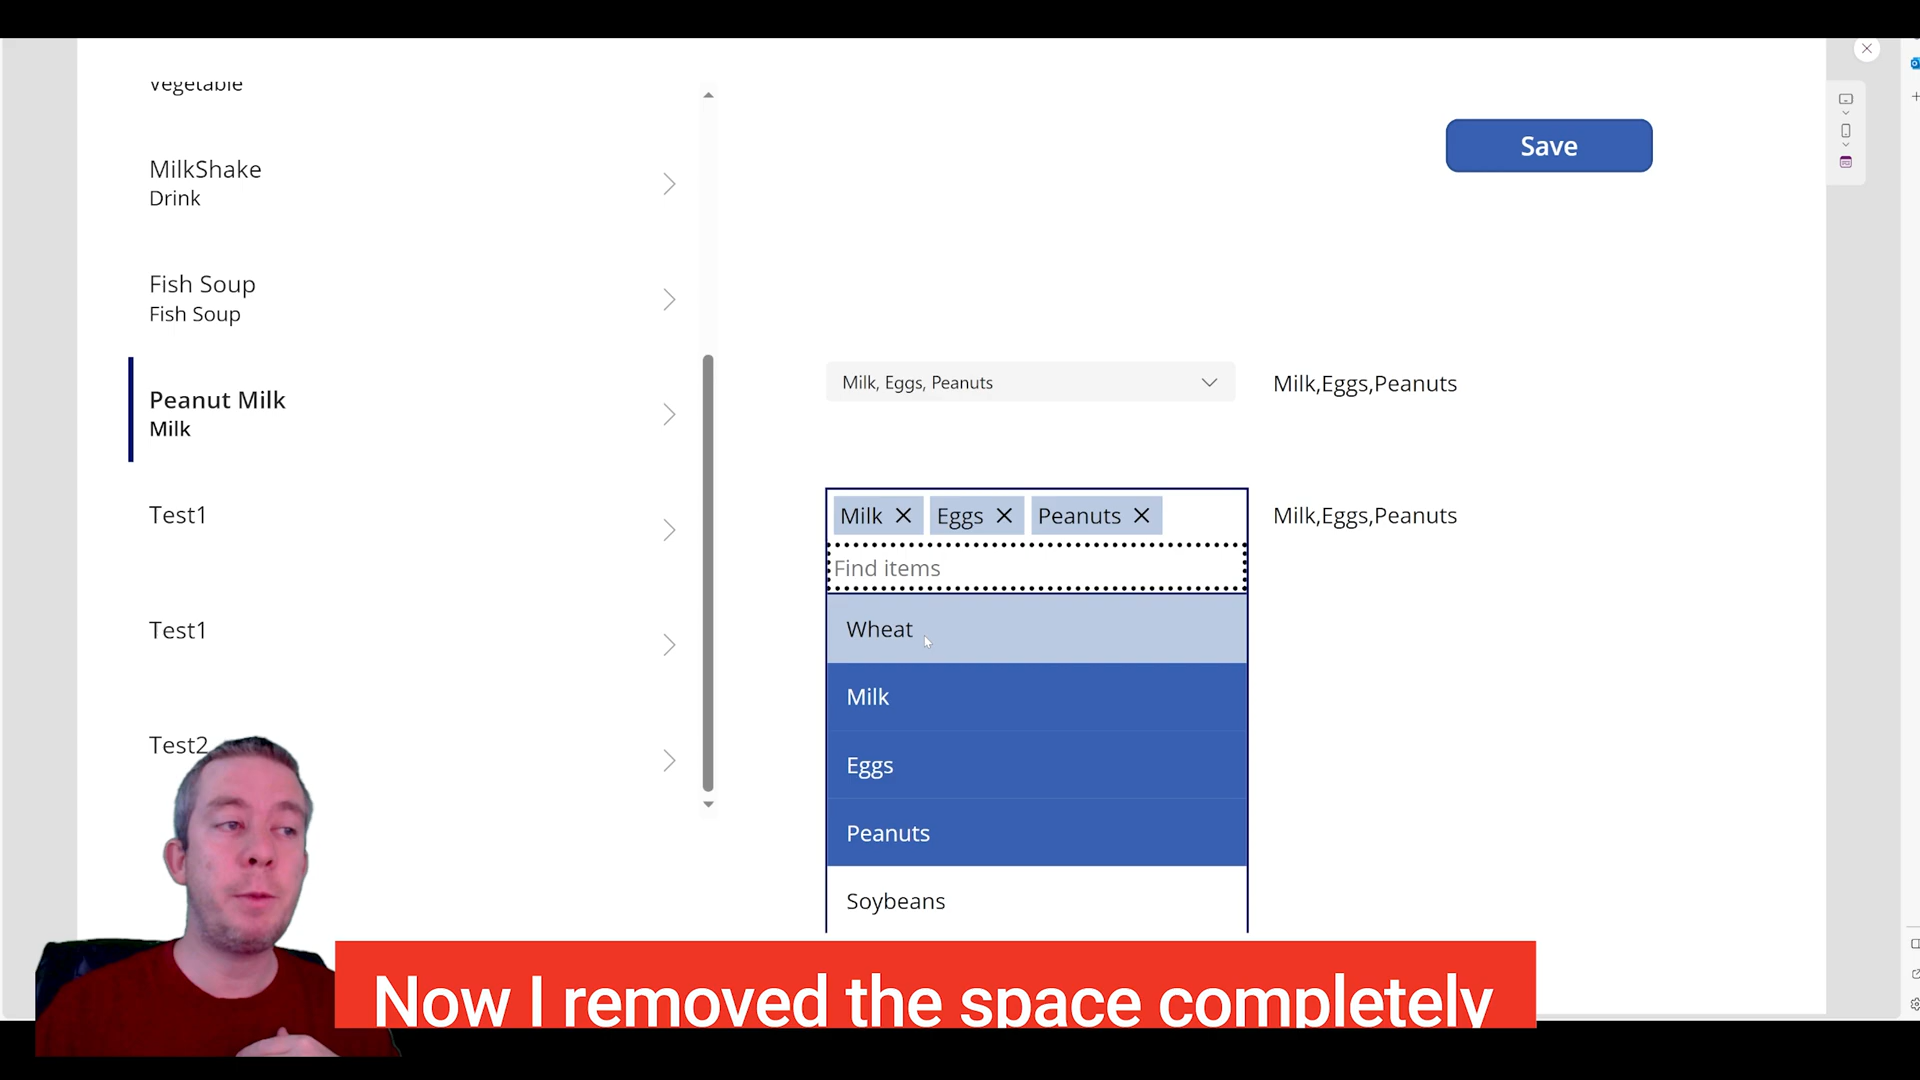 Vegetable
MilkShake
Drink
Fish Soup
Fish Soup
Peanut Milk
Milk
Test1
Test1
Test2
Save
Milk, Eggs, Peanuts
Milk,Eggs,Peanuts
Milk Eggs Peanuts
Milk,Eggs,Peanuts
Find items
Wheat
Milk
Eggs
Peanuts
Soybeans
Now I removed the space completely